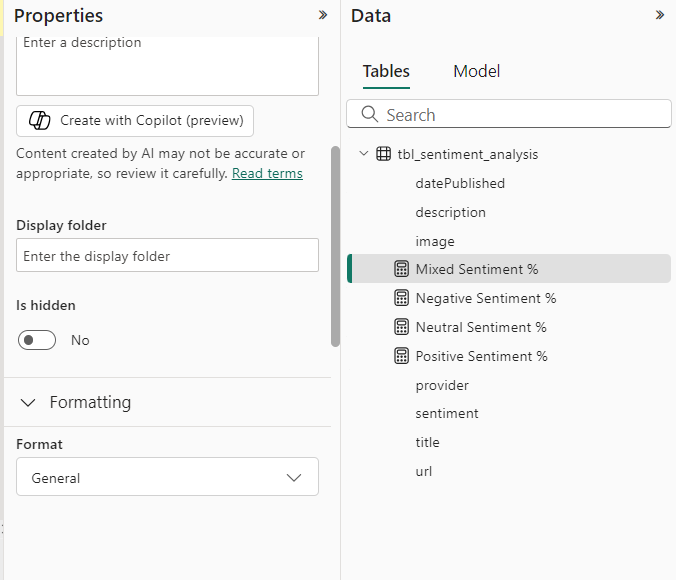 Properties
Enter a description
Create with Copilot (preview)
Content created by AI may not be accurate or
appropriate, so review it carefully. Read terms
Display folder
Enter the display folder
Is hidden
No
Formatting
Format
General
Data
Tables
Model
Search
tbl_sentiment_analysis
datePublished
description
image
Mixed Sentiment %
Negative Sentiment %
Neutral Sentiment %
Positive Sentiment %
provider
sentiment
title
url